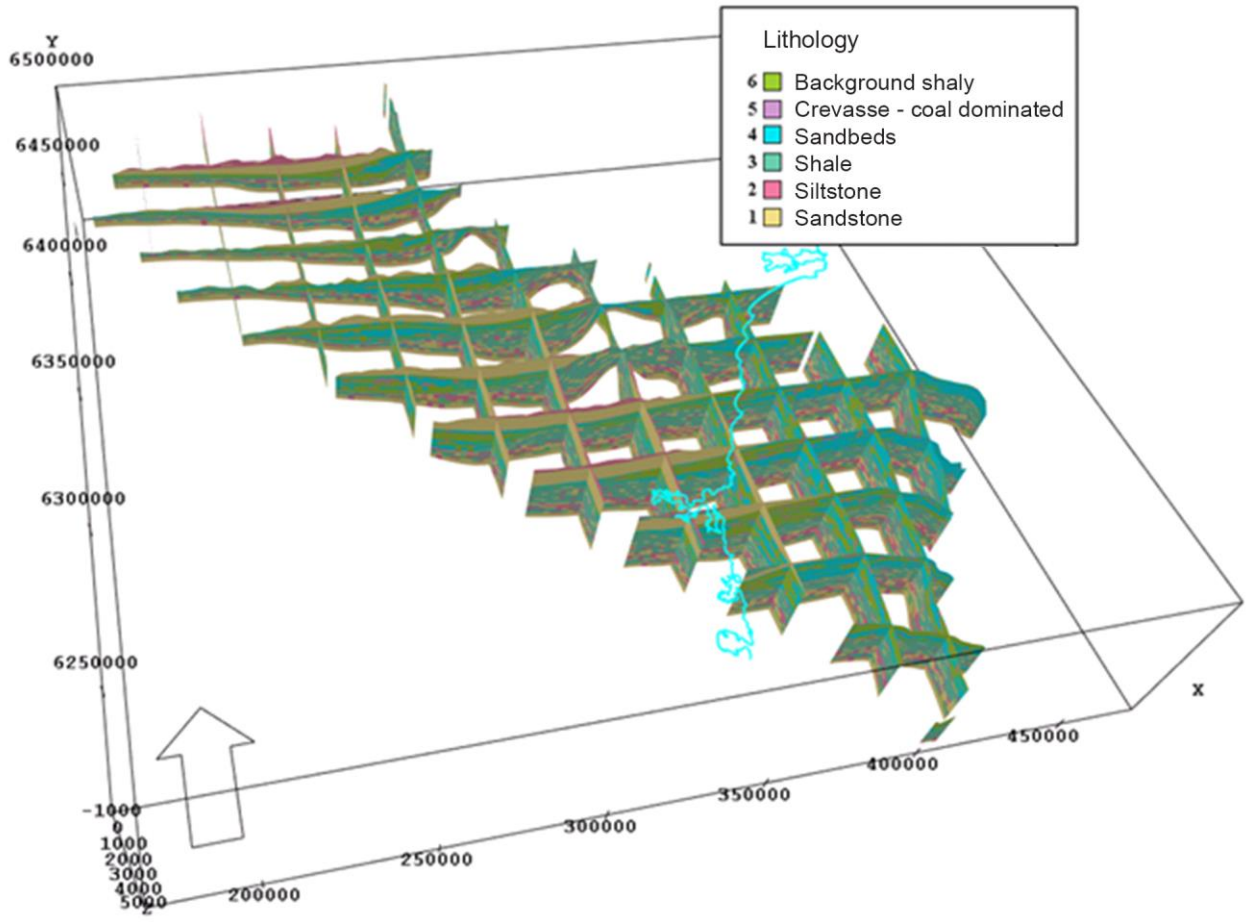 Y
6500000
6450000
6400000
6350000
6300000
6250000
-1000
0
1000
2000
3000
4000
5000
Z
200000
250000
300000
350000
400000
450000
X
Lithology
6 Background shaly
5 Crevasse - coal dominated
4 Sandbeds
3 Shale
2 Siltstone
1 Sandstone